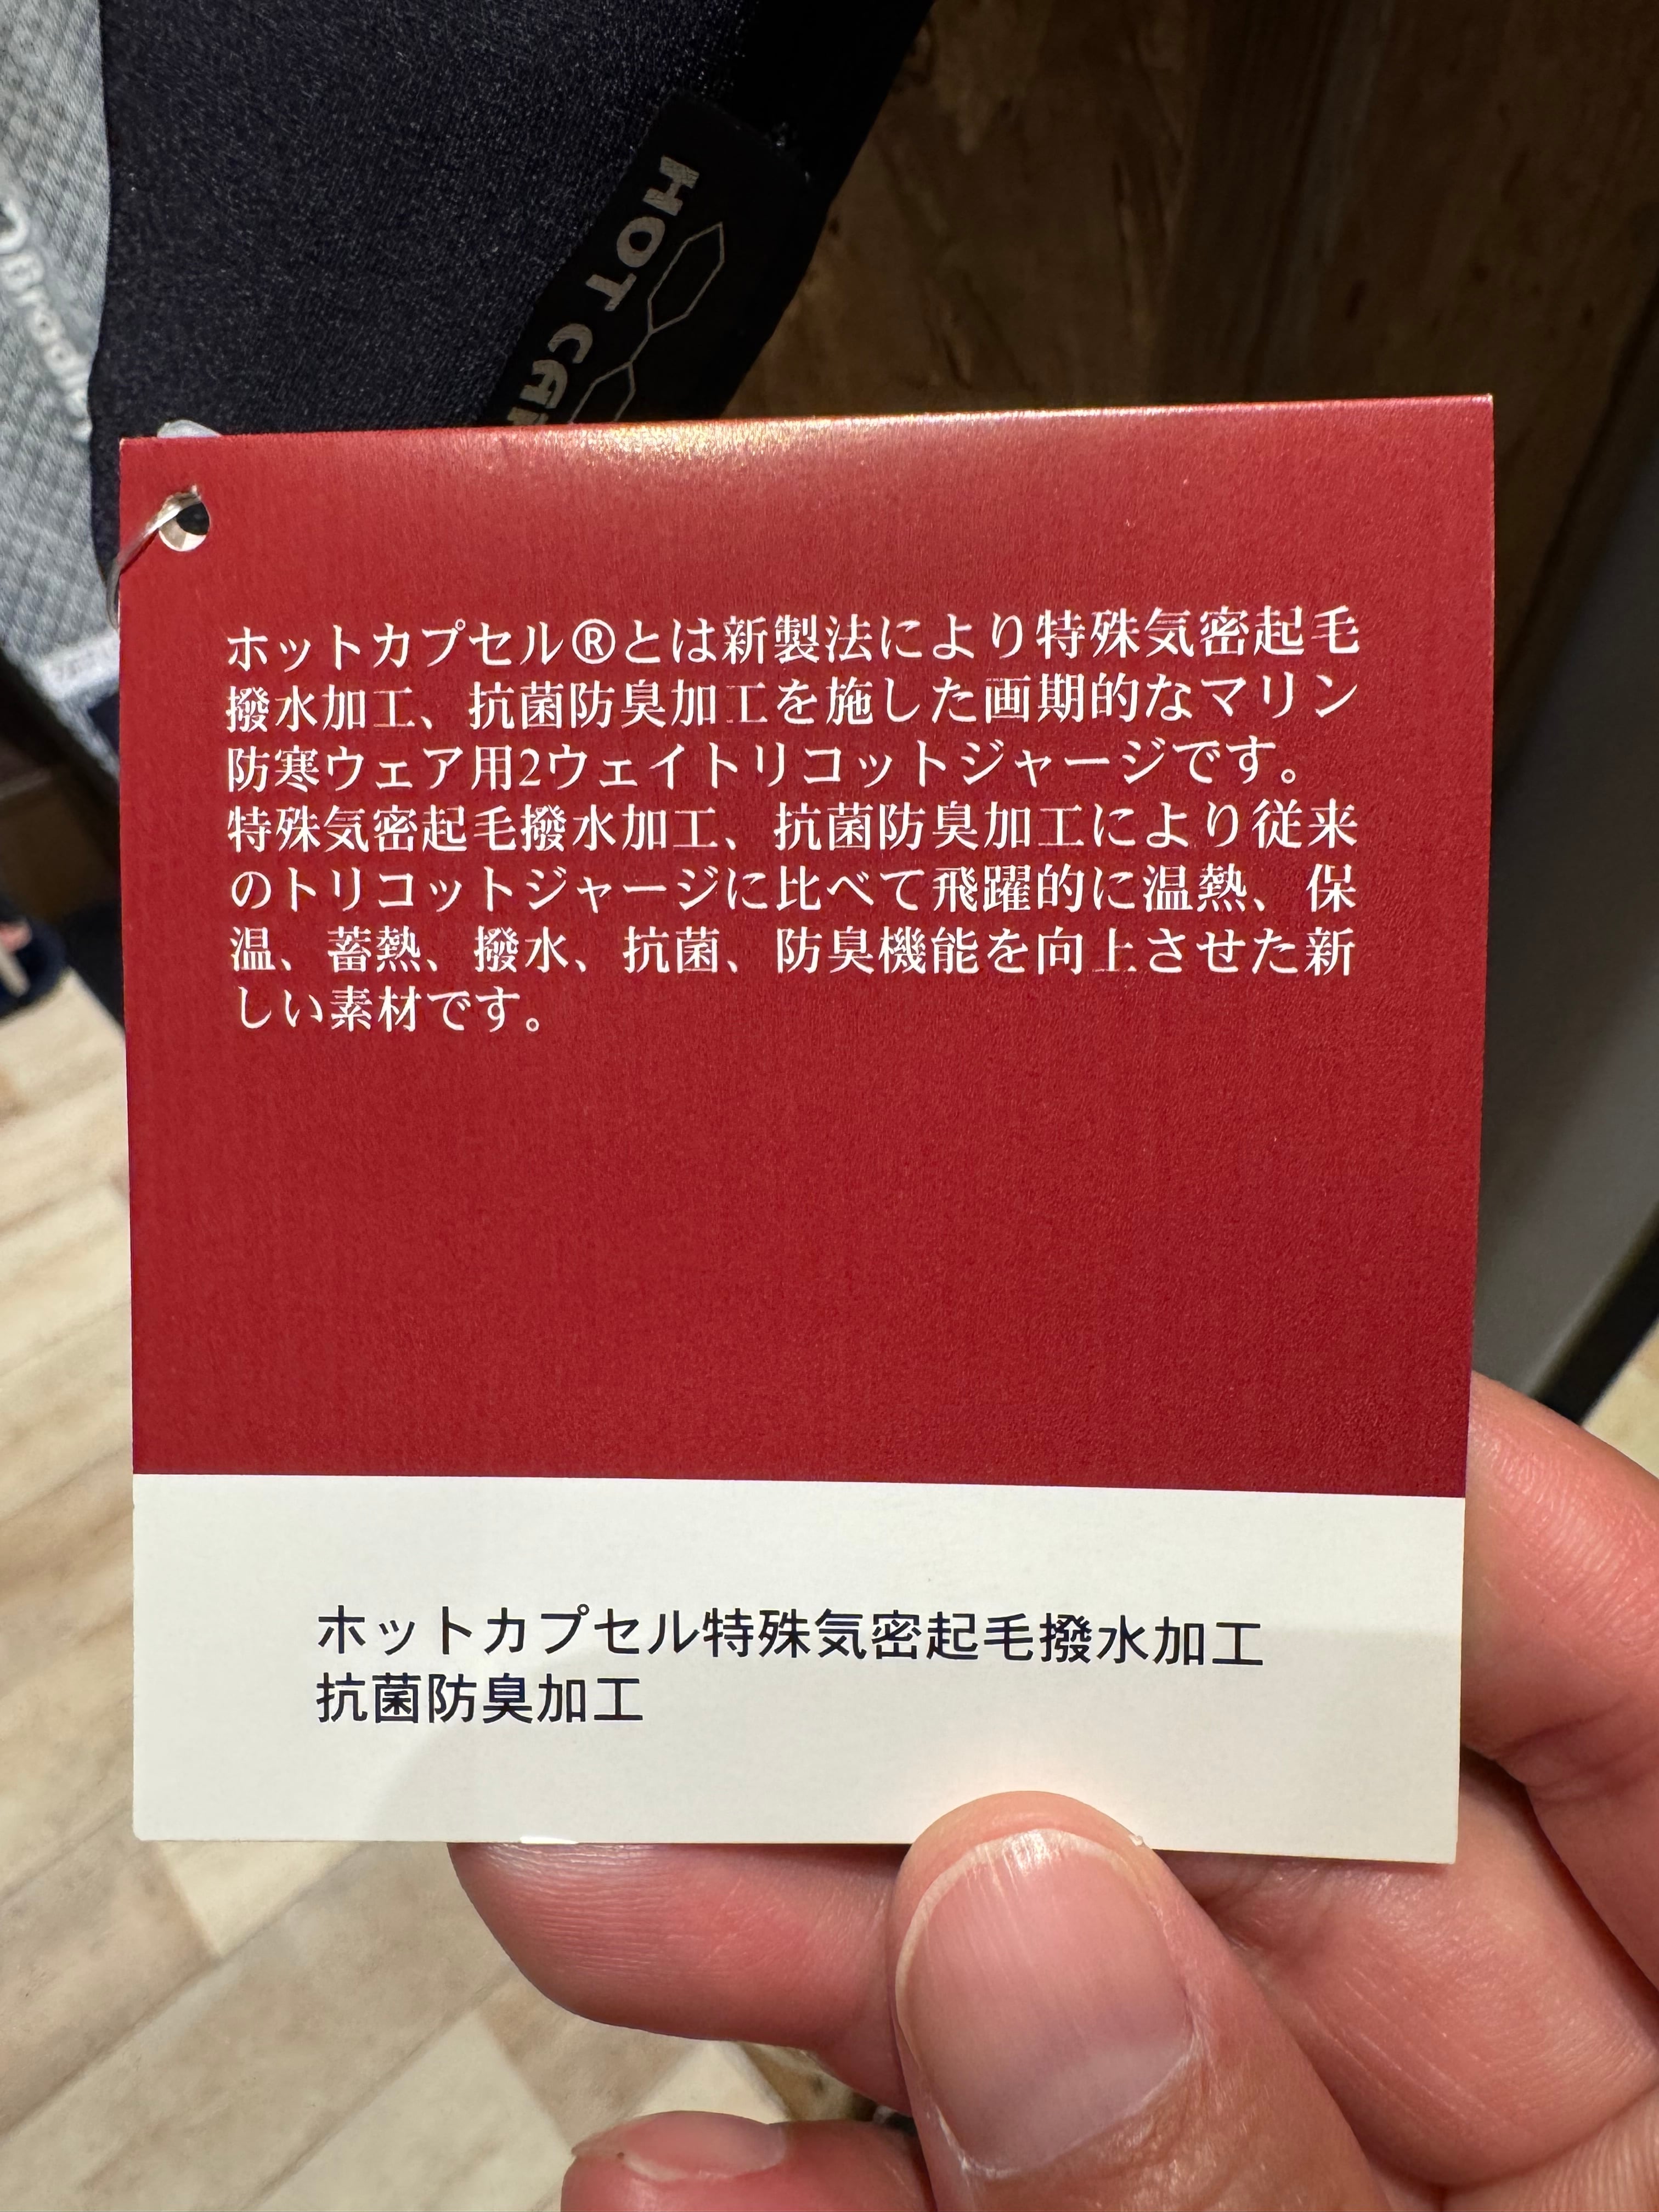 HOT
ホットカプセル®とは新製法により特殊気密起毛
撥水加工、抗菌防臭加工を施した画期的なマリン
防寒ウェア用2ウェイトリコットジャージです。
特殊気密起毛撥水加工、抗菌防臭加工により従来
のトリコットジャージに比べて飛躍的に温熱、保
温、蓄熱、撥水、抗菌、防臭機能を向上させた新
しい素材です。
ホットカプセル特殊気密起毛撥水加工
抗菌防臭加工